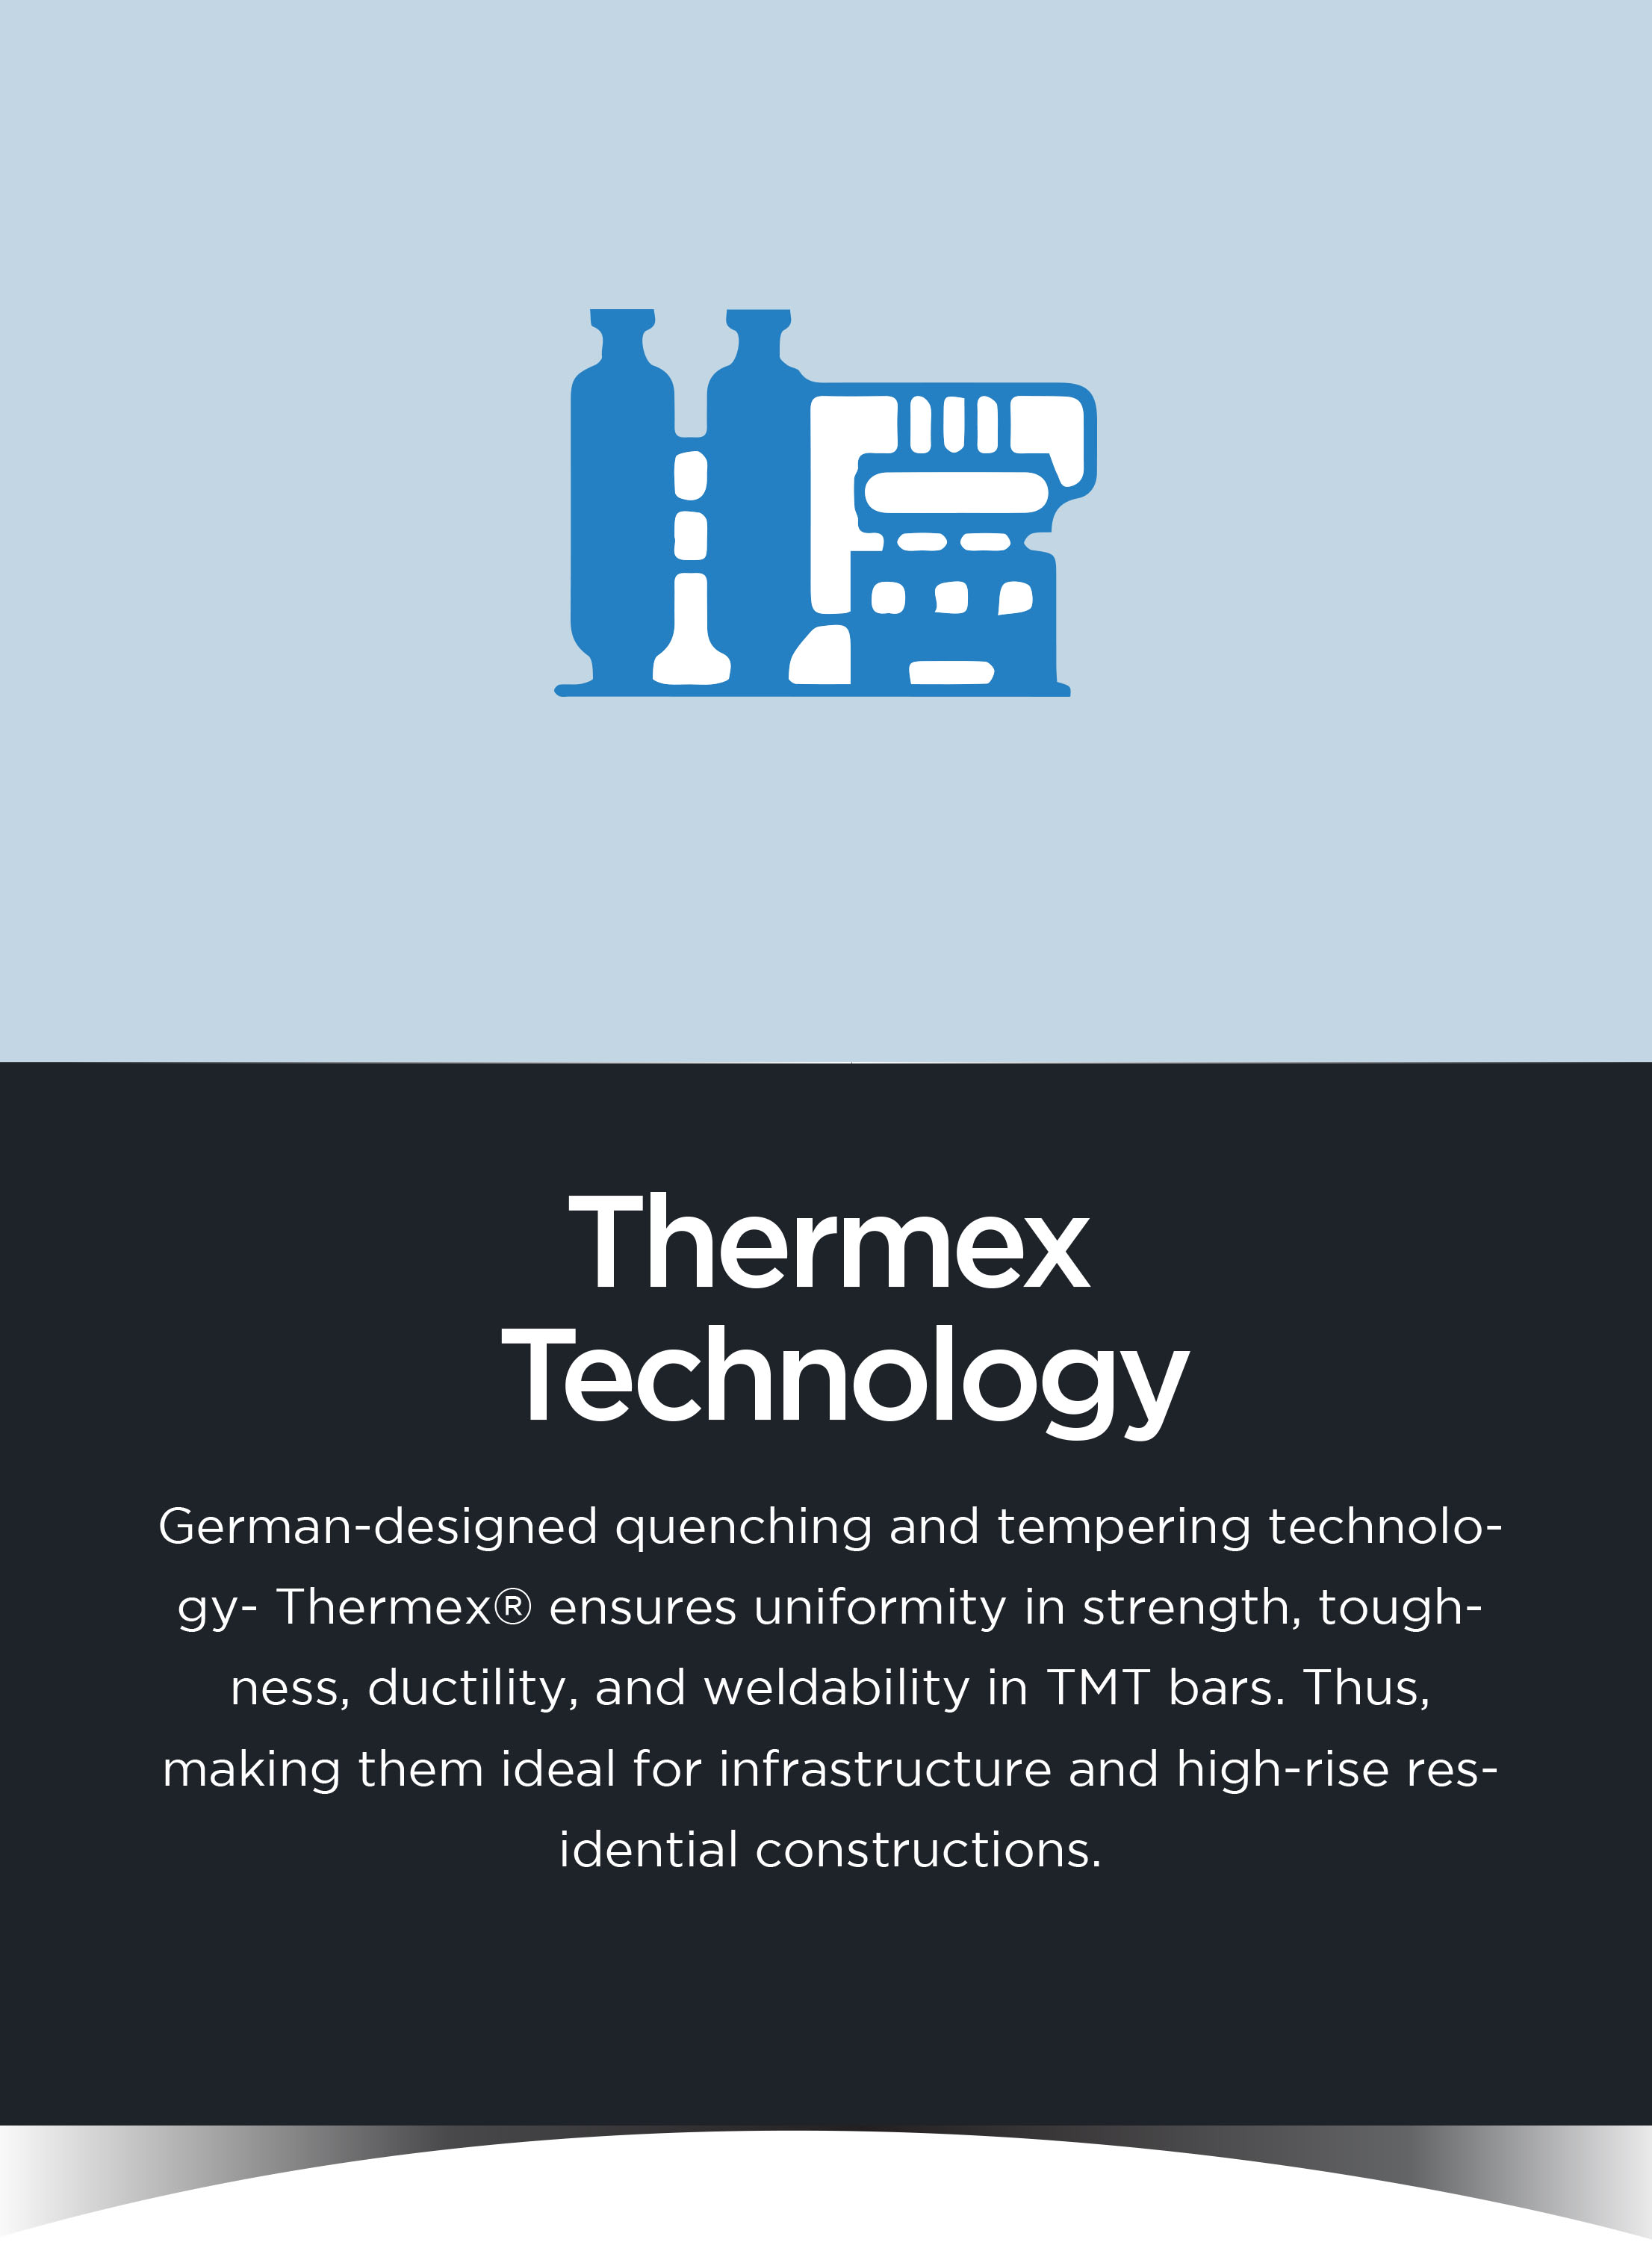 Thermex
Technology
German-designed quenching and tempering technolo-
gy- Thermex® ensures uniformity in strength, tough-
ness, ductility, and weldability in TMT bars. Thus,
making them ideal for infrastructure and high-rise res-
idential constructions.